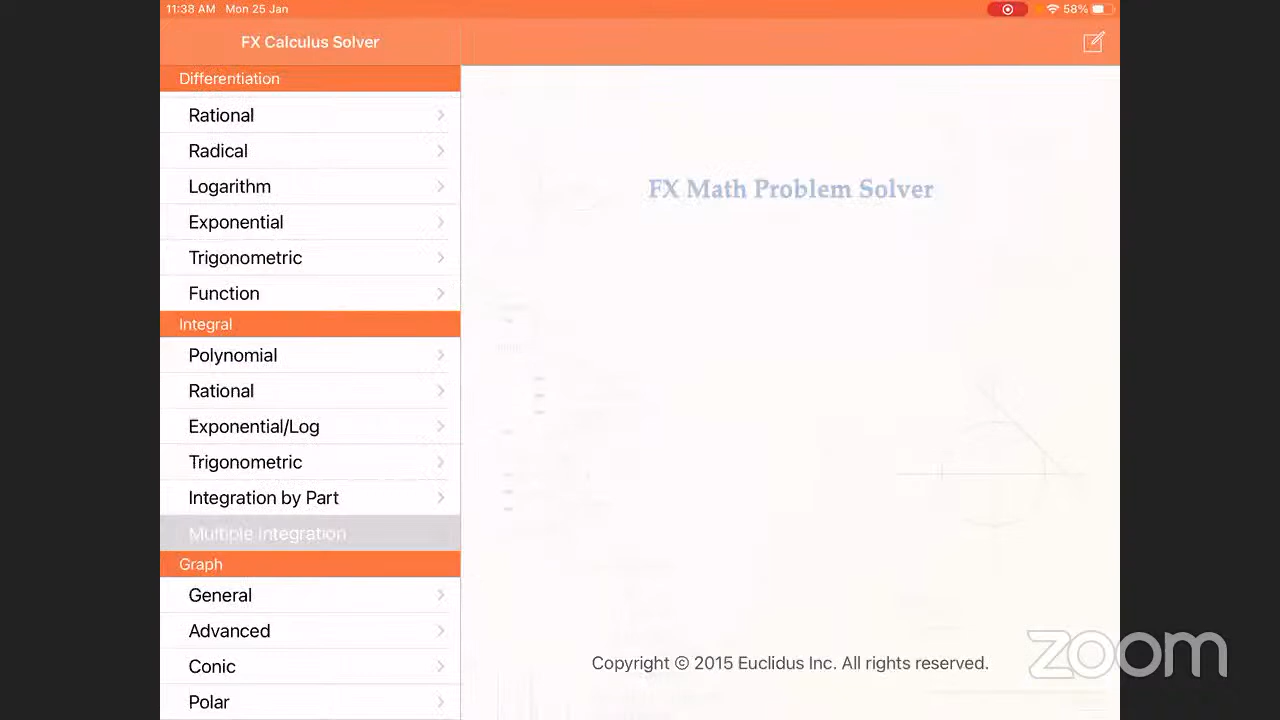 11:38 AM Mon 25 Jan
58%
FX Calculus Solver
Differentiation
Rational
Radical
Logarithm
Exponential
Trigonometric
Function
Integral
Polynomial
Rational
Exponential/Log
Trigonometric
Integration by Part
Multiple Integration
Graph
General
Advanced
Conic
Polar
FX Math Problem Solver
Copyright © 2015 Euclidus Inc. All rights reserved.
zoom